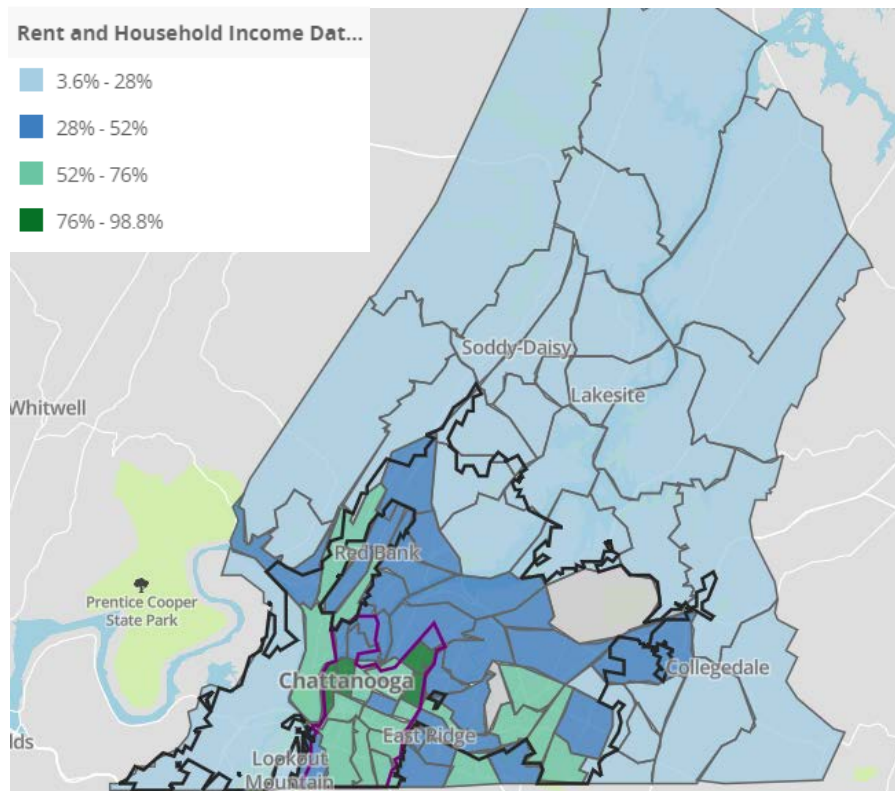 Rent and Household Income Dat...
3.6% - 28%
28% - 52%
52% - 76%
76% - 98.8%
Soddy-Daisy
Lakesite
Whitwell
Red Bank
Prentice Cooper
State Park
Collegedale
Chattanooga
East Ridge
lds
Lookout
Mountain